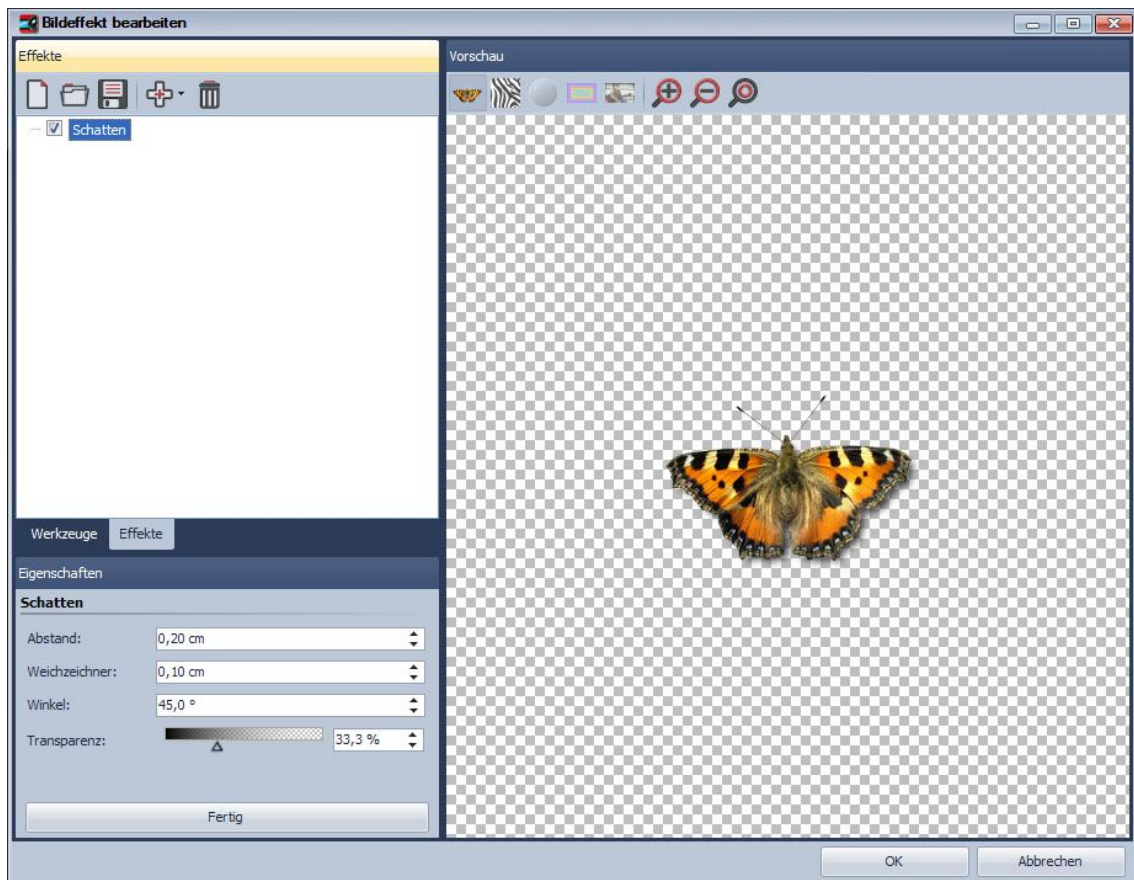 Bildeffekt bearbeiten
Effekte
Vorschau
Schatten
Werkzeuge
Effekte
Eigenschaften
Schatten
Abstand:
0,20 cm
Weichzeichner:
0,10 cm
Winkel:
45,0 °
Transparenz:
33,3 %
Fertig
OK
Abbrechen